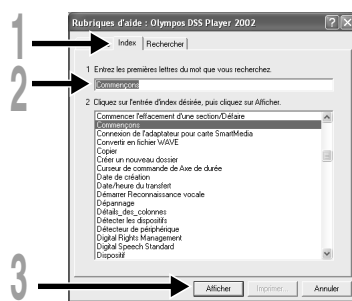 Rubriques d'aide : Olympos DSS Player 2002
1
Index
Rechercher
1 Entrez les premières lettres du mot que vous recherchez.
2
Commençons
2 Cliquez sur l'entrée d'index désirée, puis cliquez sur Afficher.
Commencer l'effacement d'une section/Défaire
Commençons
Connexion de l'adaptateur pour carte SmartMedia
Convertir en fichier WAVE
Copier
Créer un nouveau dossier
Curseur de commande de Axe de durée
Date de création
Date/heure du transfert
Démarrer Reconnaissance vocale
Dépannage
Détails_des_colonnes
Détecter les dispositifs
Détecteur de périphérique
Digital Rights Management
Digital Speech Standard
Dispositif
3
Afficher
Imprimer...
Annuler